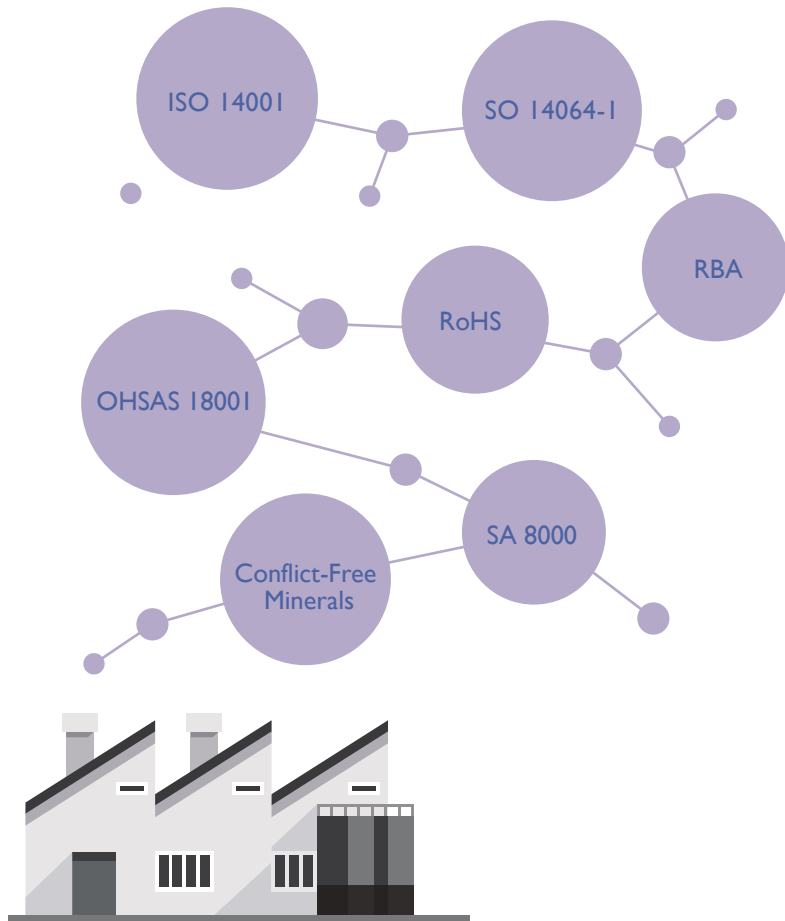 ISO 14001
SO 14064-1
RBA
RoHS
OHSAS 18001
SA 8000
Conflict-Free
Minerals